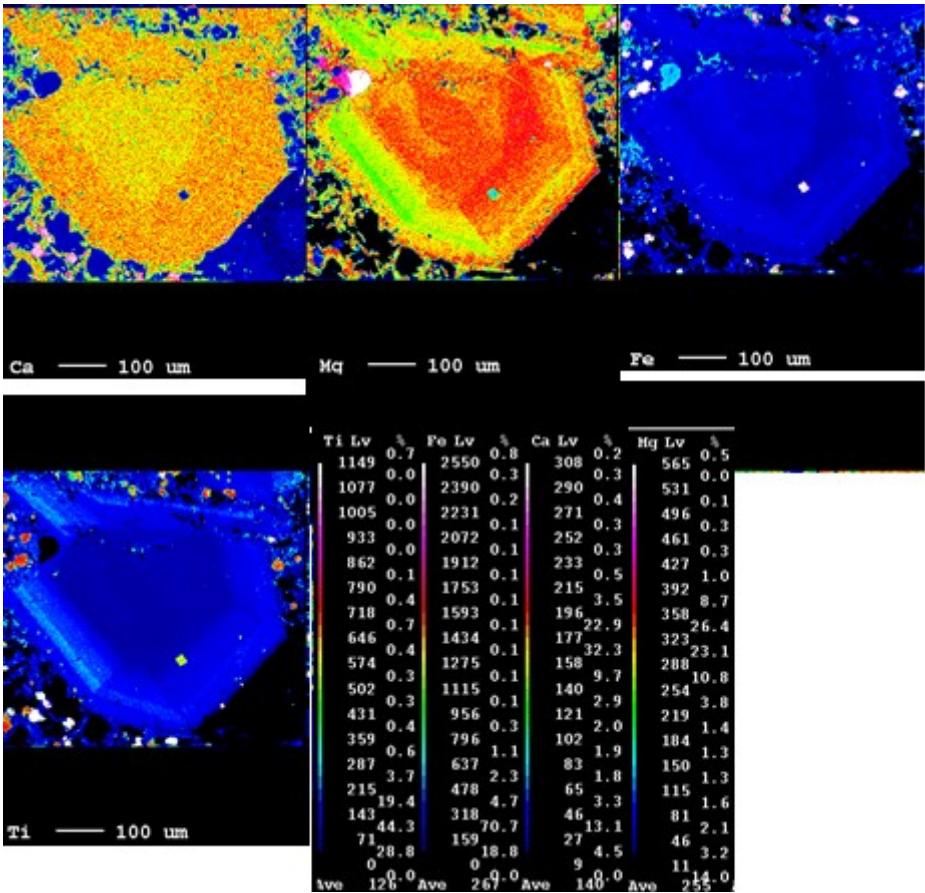 Ca 100 um
Mg 100 um
Fe 100 um
Ti Lv % Fe Lv % Ca Lv % Mg Lv %
0.7 0.8 0.2 0.5
1149 2550 308 565
0.0 0.3 0.3 0.0
1077 2390 290 531
0.0 0.2 0.4 0.1
1005 2231 271 496
0.0 0.1 0.3 0.3
933 2072 252 461
0.0 0.1 0.3 0.3
862 1912 233 427
0.1 0.1 0.5 1.0
790 1753 215 392
0.4 0.1 3.5 8.7
718 1593 196 358
0.7 0.1 22.9 26.4
646 1434 177 323
0.4 0.1 32.3 23.1
574 1275 158 288
0.3 0.1 9.7 10.8
502 1115 140 254
0.3 0.1 2.9 3.8
431 956 121 219
0.4 0.3 2.0 1.4
359 796 102 184
0.6 1.1 1.9 1.3
287 637 83 150
3.7 2.3 1.8 1.3
215 478 65 115
19.4 4.7 3.3 1.6
143 318 46 81
44.3 70.7 13.1 2.1
71 159 27 46
28.8 18.8 4.5 3.2
0 0 9 11
0.0 0.0 0.0 14.0
Ave 126 Ave 267 Ave 140 Ave 255
Ti 100 um